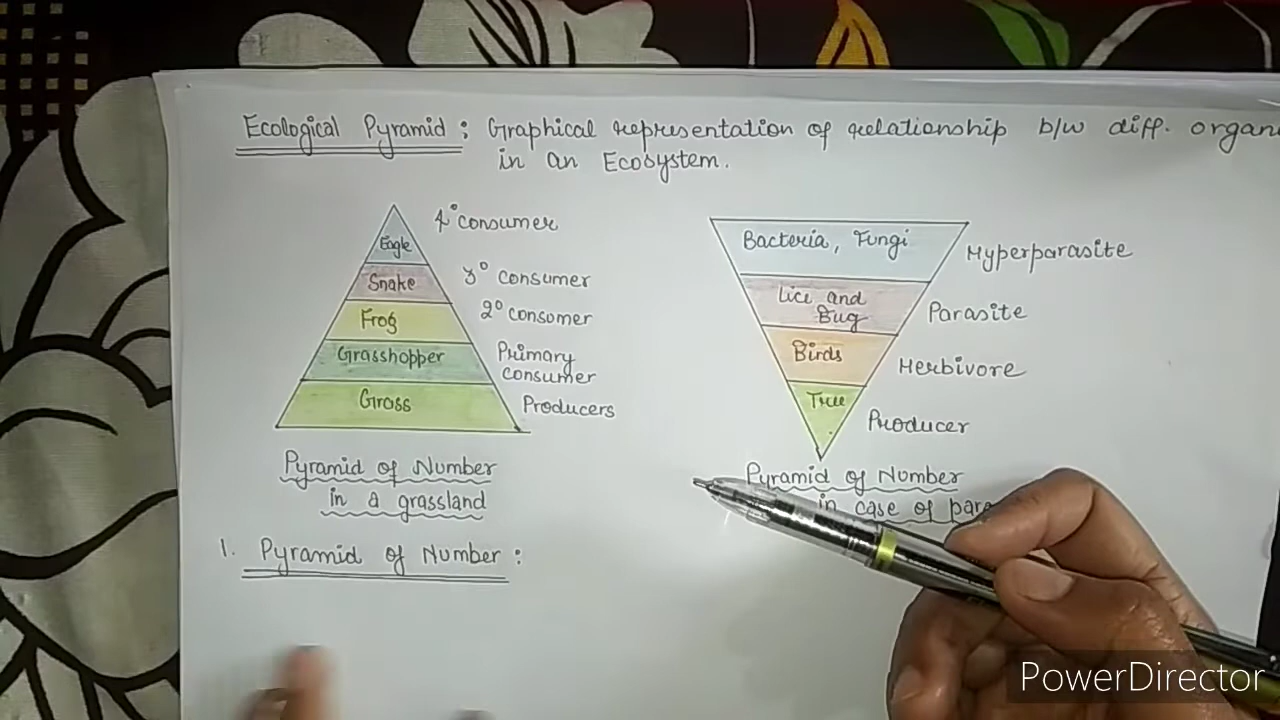 Ecological Pyramid : Graphical representation of relationship b/w diff.
in an Ecosystem.
Eagle
4° consumer
Snake
3° consumer
Frog
2° consumer
Grasshopper
Primary
consumer
Grass
Producers
Pyramid of Number
in a grassland
Bacteria, Fungi
Hyperparasite
Lice and
Bug
Parasite
Birds
Herbivore
Tree
Producer
Pyramid of Number
in case of
1. Pyramid of Number :
PowerDirector